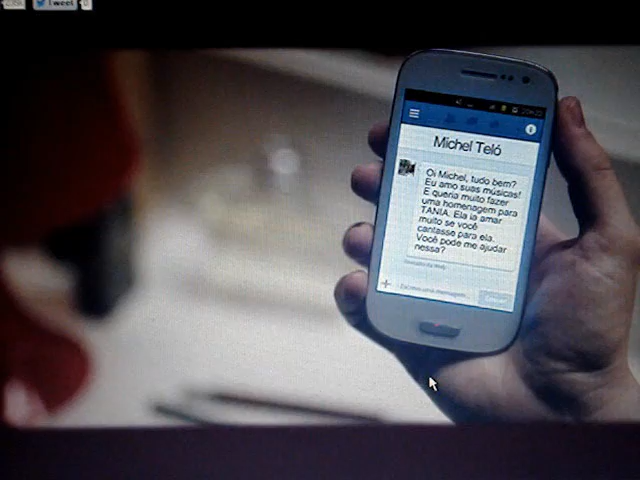 Tweet
Michel Teló
Oi Michel, tudo bem?
Eu amo suas músicas!
E queria muito fazer
uma homenagem para
TANIA. Ela ia amar
muito se você
cantasse para ela.
Você pode me ajudar
nessa?